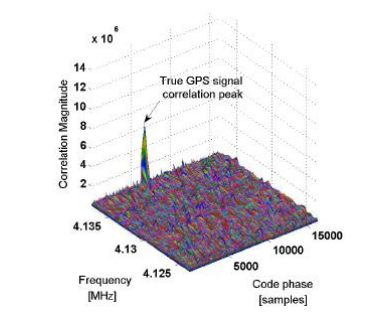 x 10 6
14
12
10
8
6
4
2
Correlation Magnitude
True GPS signal
correlation peak
4.135
4.13
4.125
Frequency
[MHz]
5000
10000
15000
Code phase
[samples]